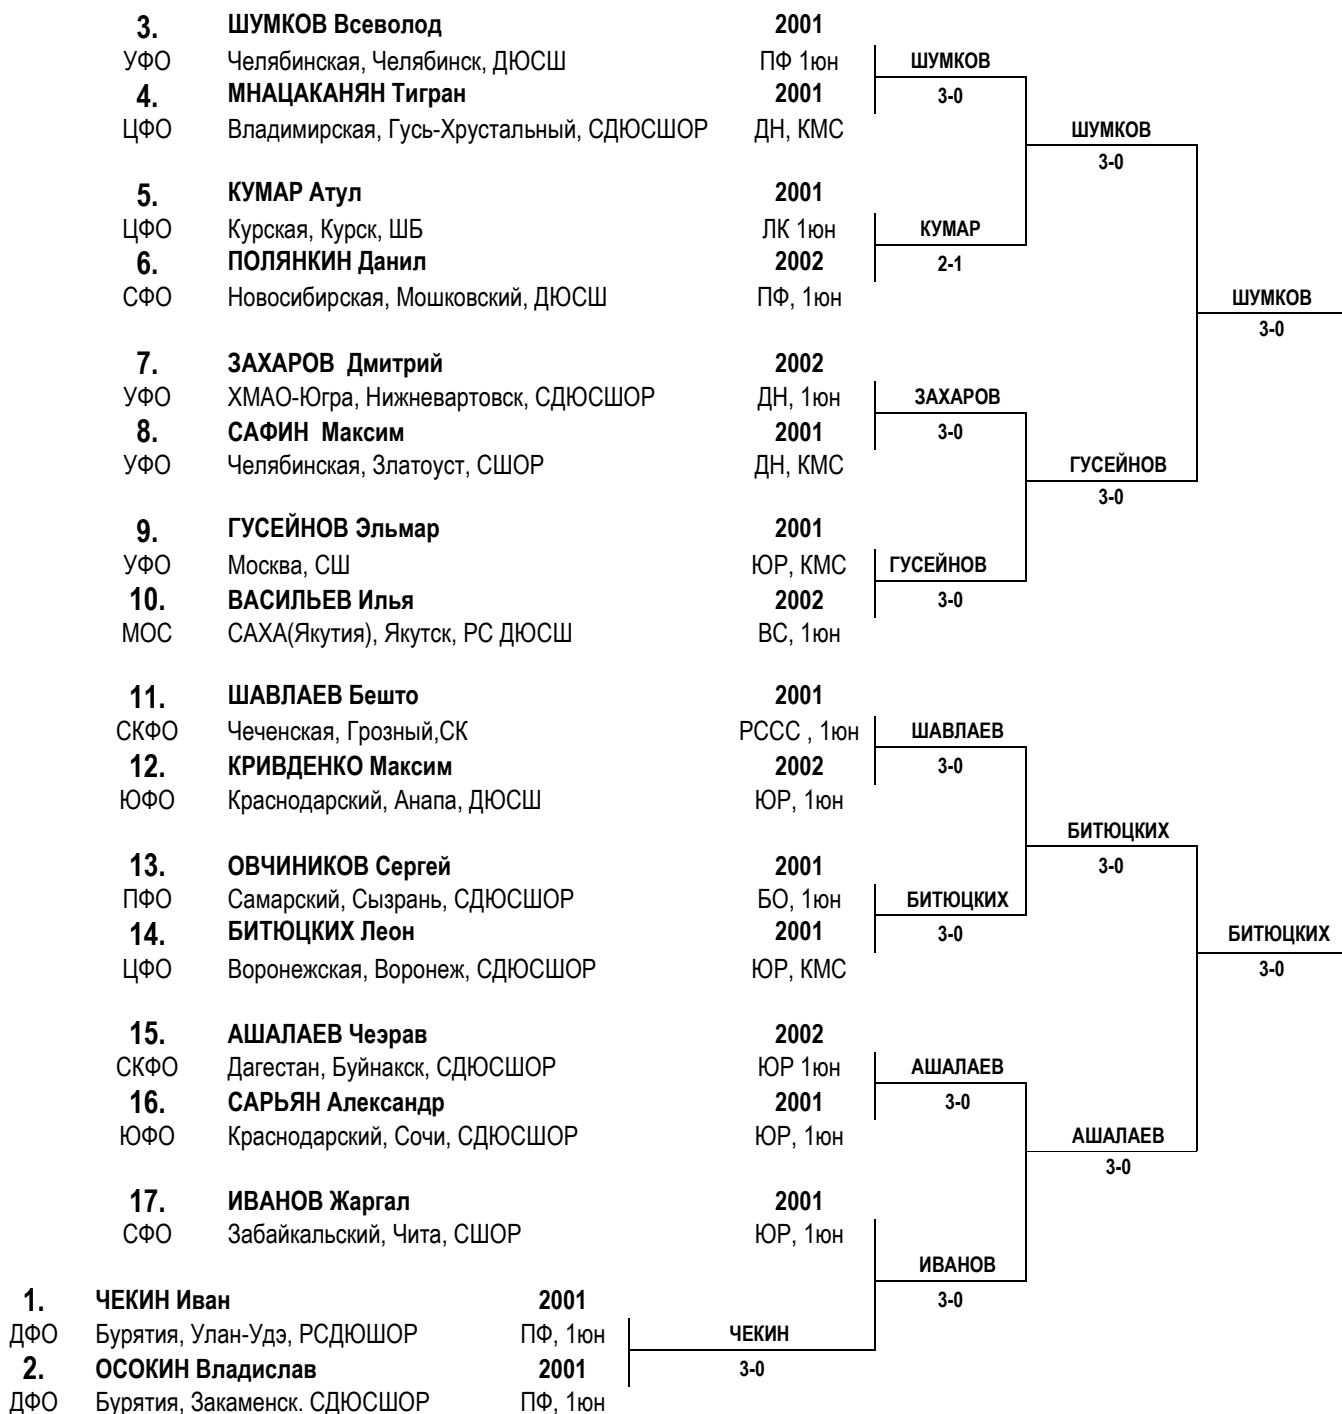 3. ШУМКОВ Всеволод 2001
УФО Челябинская, Челябинск, ДЮСШ ПФ 1юн ШУМКОВ
4. МНАЦАКАНЯН Тигран 2001 3-0
ЦФО Владимирская, Гусь-Хрустальный, СДЮСШОР ДН, КМС ШУМКОВ
3-0
5. КУМАР Атул 2001
ЦФО Курская, Курск, ШБ ЛК 1юн КУМАР
6. ПОЛЯНКИН Данил 2002 2-1
СФО Новосибирская, Мошковский, ДЮСШ ПФ, 1юн ШУМКОВ
3-0
7. ЗАХАРОВ Дмитрий 2002
УФО ХМАО-Югра, Нижневартовск, СДЮСШОР ДН, 1юн ЗАХАРОВ
8. САФИН Максим 2001 3-0
УФО Челябинская, Златоуст, СШОР ДН, КМС ГУСЕЙНОВ
3-0
9. ГУСЕЙНОВ Эльмар 2001
УФО Москва, СШ ЮР, КМС ГУСЕЙНОВ
10. ВАСИЛЬЕВ Илья 2002 3-0
МОС САХА(Якутия), Якутск, РС ДЮСШ ВС, 1юн
11. ШАВЛАЕВ Бешто 2001
СКФО Чеченская, Грозный,СК РССС , 1юн ШАВЛАЕВ
12. КРИВДЕНКО Максим 2002 3-0
ЮФО Краснодарский, Анапа, ДЮСШ ЮР, 1юн
БИТЮЦКИХ
13. ОВЧИНИКОВ Сергей 2001 3-0
ПФО Самарский, Сызрань, СДЮСШОР БО, 1юн БИТЮЦКИХ
14. БИТЮЦКИХ Леон 2001 3-0 БИТЮЦКИХ
ЦФО Воронежская, Воронеж, СДЮСШОР ЮР, КМС 3-0
15. АШАЛАЕВ Чеэрав 2002
СКФО Дагестан, Буйнакск, СДЮСШОР ЮР 1юн АШАЛАЕВ
16. САРЬЯН Александр 2001 3-0
ЮФО Краснодарский, Сочи, СДЮСШОР ЮР, 1юн АШАЛАЕВ
3-0
17. ИВАНОВ Жаргал 2001
СФО Забайкальский, Чита, СШОР ЮР, 1юн
ИВАНОВ
1. ЧЕКИН Иван 2001 3-0
ДФО Бурятия, Улан-Удэ, РСДЮШОР ПФ, 1юн ЧЕКИН
2. ОСОКИН Владислав 2001 3-0
ДФО Бурятия, Закаменск. СДЮСШОР ПФ, 1юн